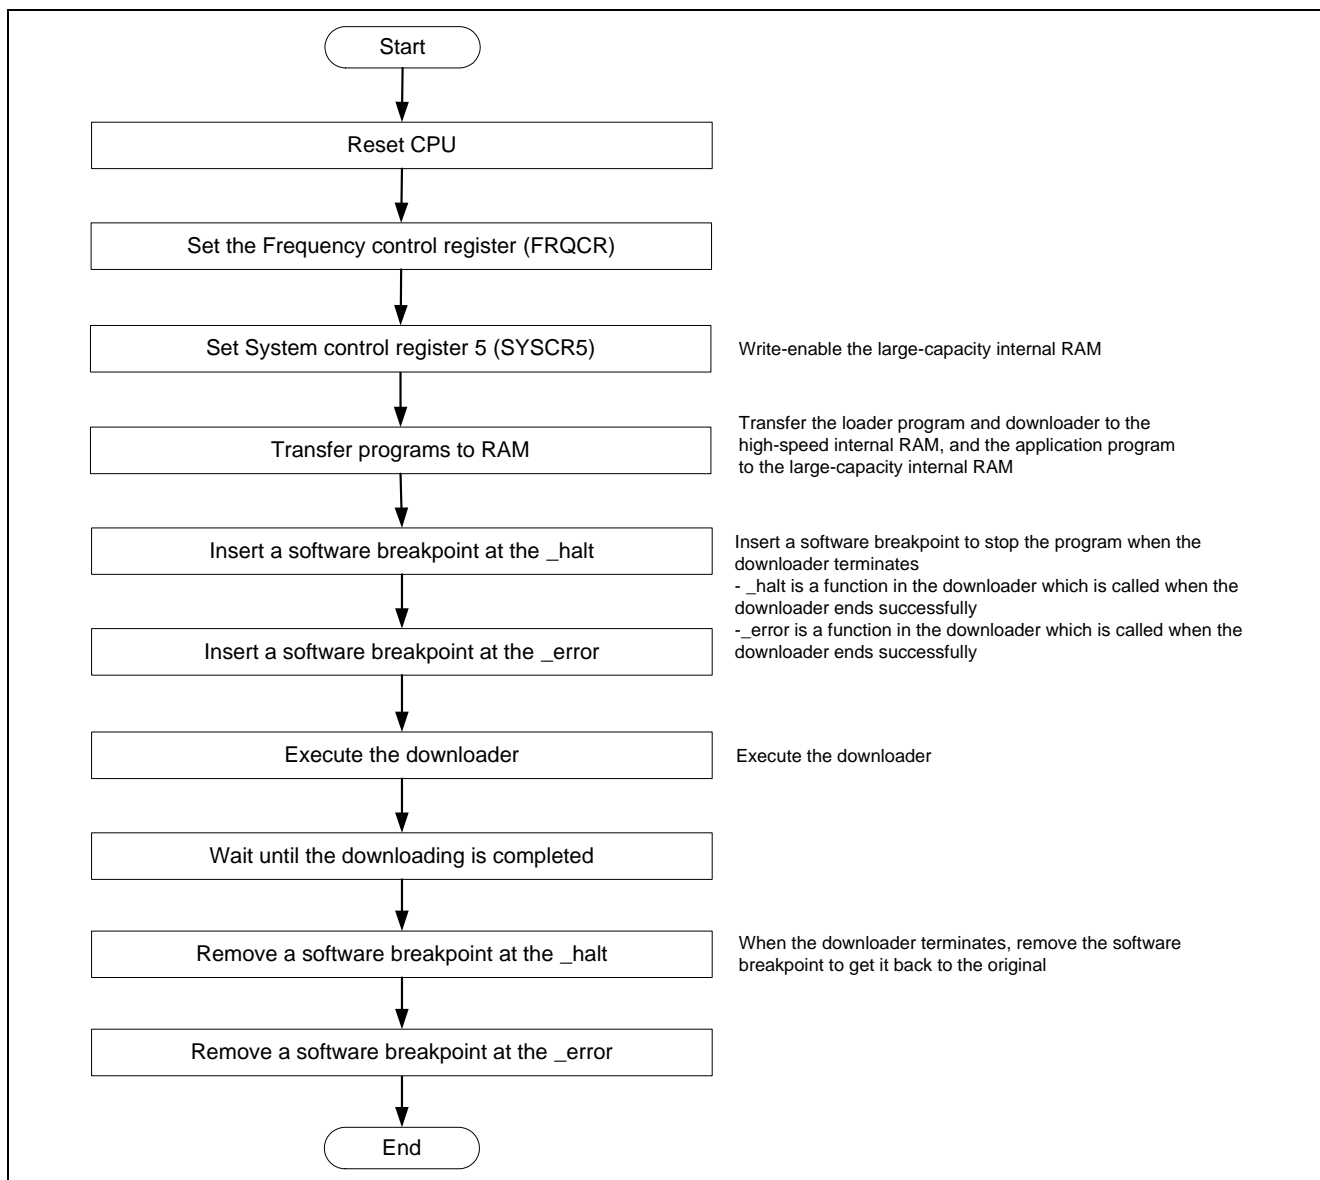 Start
Reset CPU
Set the Frequency control register (FRQCR)
Set System control register 5 (SYSCR5)
Write-enable the large-capacity internal RAM
Transfer programs to RAM
Transfer the loader program and downloader to the
high-speed internal RAM, and the application program
to the large-capacity internal RAM
Insert a software breakpoint at the _halt
Insert a software breakpoint to stop the program when the
downloader terminates
- _halt is a function in the downloader which is called when the
downloader ends successfully
-_error is a function in the downloader which is called when the
downloader ends successfully
Insert a software breakpoint at the _error
Execute the downloader
Execute the downloader
Wait until the downloading is completed
Remove a software breakpoint at the _halt
When the downloader terminates, remove the software
breakpoint to get it back to the original
Remove a software breakpoint at the _error
End